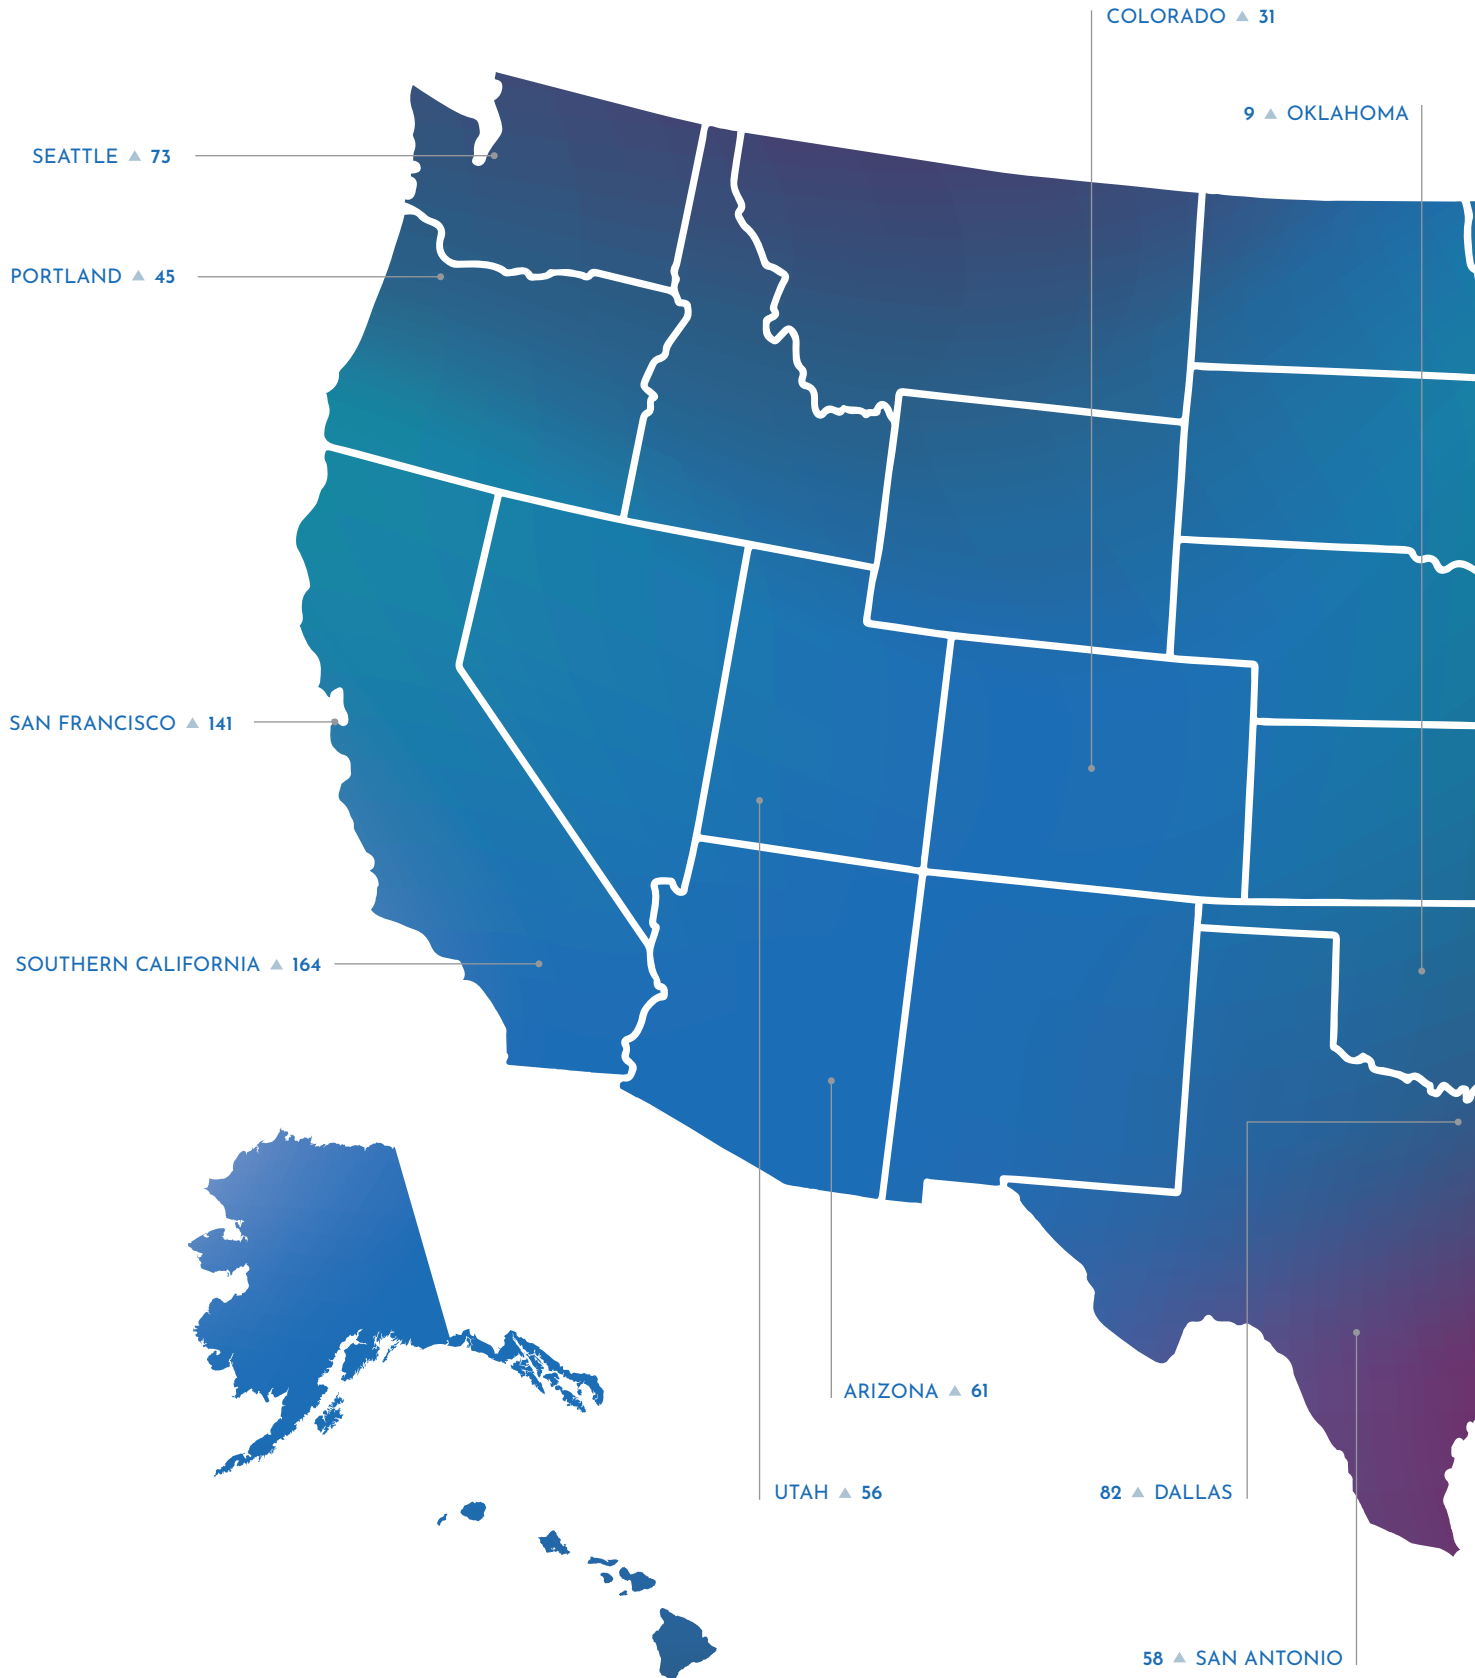 COLORADO ▲ 31
9 ▲ OKLAHOMA
SEATTLE ▲ 73
PORTLAND ▲ 45
SAN FRANCISCO ▲ 141
SOUTHERN CALIFORNIA ▲ 164
ARIZONA ▲ 61
UTAH ▲ 56
82 ▲ DALLAS
58 ▲ SAN ANTONIO